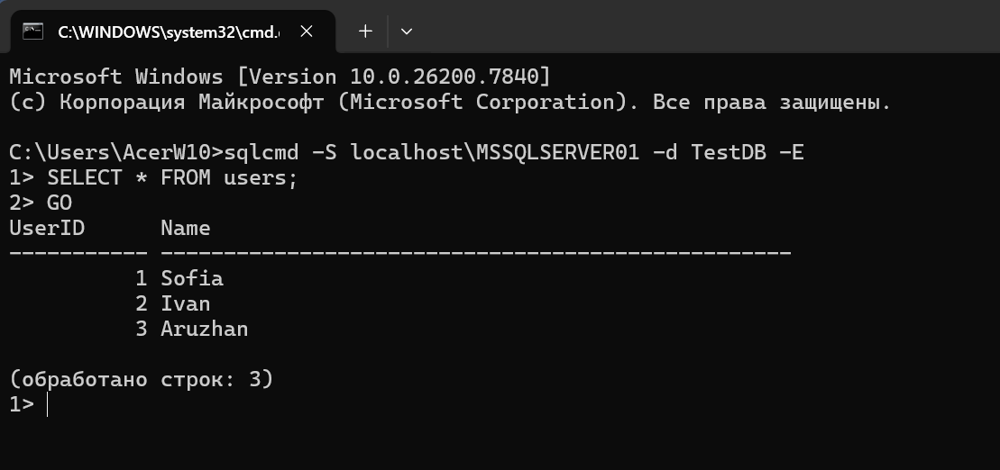 C:\WINDOWS\system32\cmd.
Microsoft Windows [Version 10.0.26200.7840]
(c) Корпорация Майкрософт (Microsoft Corporation). Все права защищены.
C:\Users\AcerW10>sqlcmd -S localhost\MSSQLSERVER01 -d TestDB -E
1> SELECT * FROM users;
2> GO
UserID      Name
----------- --------------------------------------------------
          1 Sofia
          2 Ivan
          3 Aruzhan
(обработано строк: 3)
1>